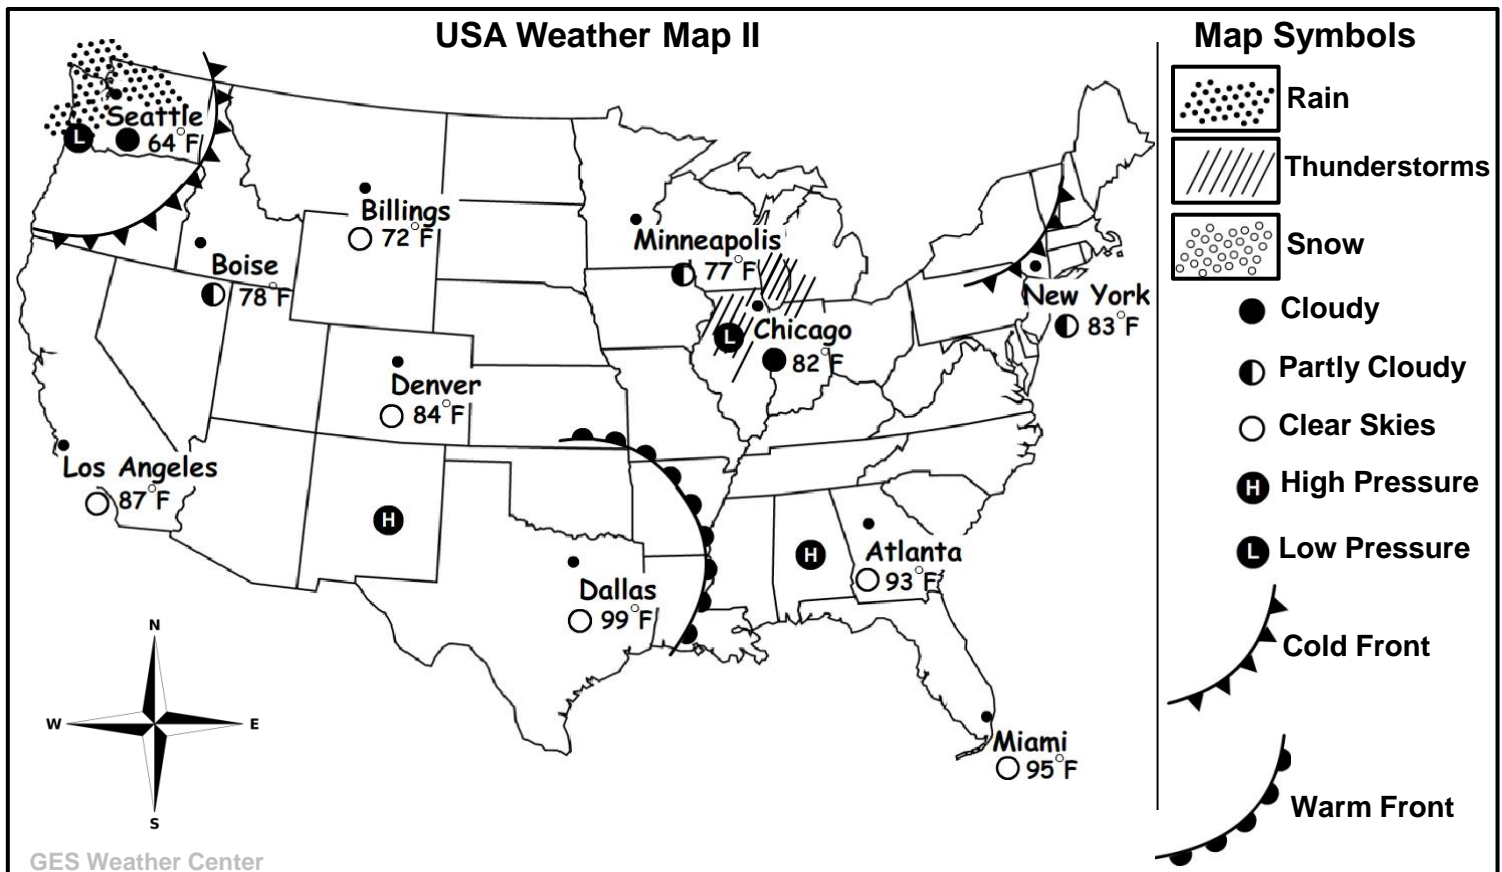 USA Weather Map II
Map Symbols
Rain
Thunderstorms
Snow
Cloudy
Partly Cloudy
Clear Skies
H High Pressure
L Low Pressure
Cold Front
Warm Front
Seattle
L 64°F
Billings
72°F
Boise
78°F
Minneapolis
77°F
New York
83°F
L Chicago
82°F
Denver
84°F
Los Angeles
87°F
H
H
Atlanta
93°F
Dallas
99°F
Miami
95°F
N
W E
S
GES Weather Center